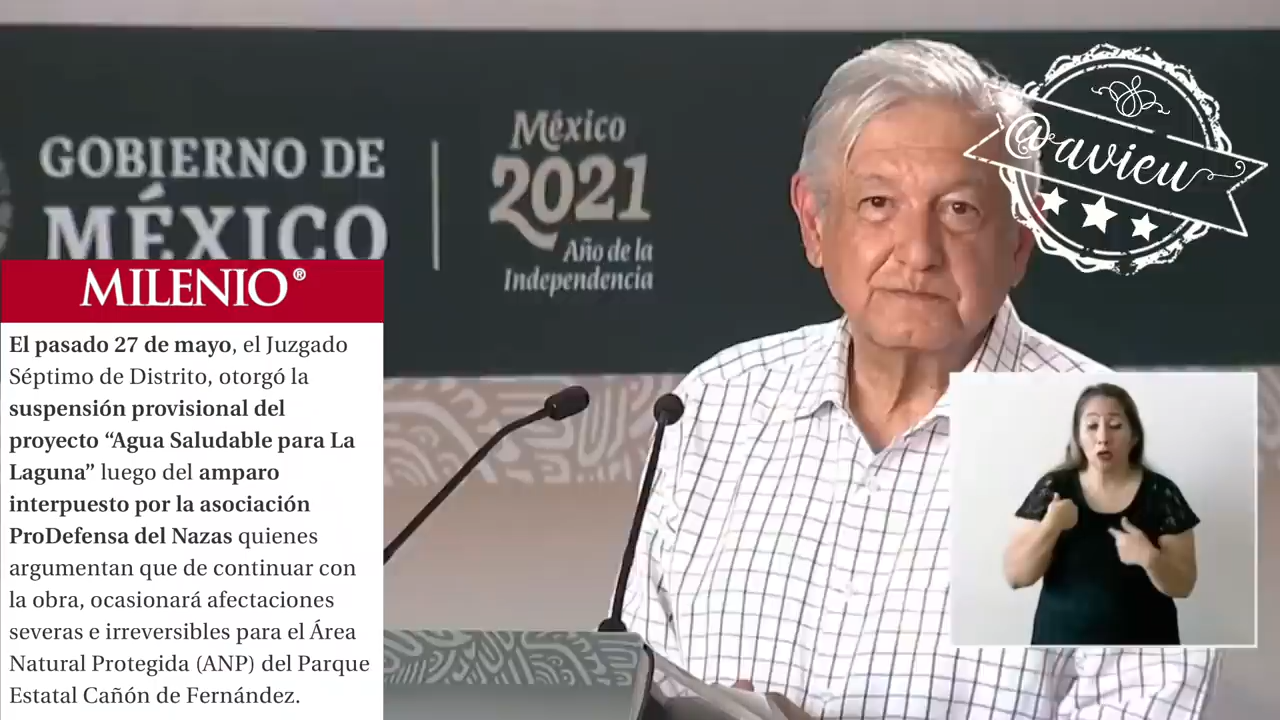 GOBIERNO DE
MÉXICO
México
2021
Año de la
Independencia
@avieu
MILENIO®
El pasado 27 de mayo, el Juzgado
Séptimo de Distrito, otorgó la
suspensión provisional del
proyecto “Agua Saludable para La
Laguna” luego del amparo
interpuesto por la asociación
ProDefensa del Nazas quienes
argumentan que de continuar con
la obra, ocasionará afectaciones
severas e irreversibles para el Área
Natural Protegida (ANP) del Parque
Estatal Cañón de Fernández.